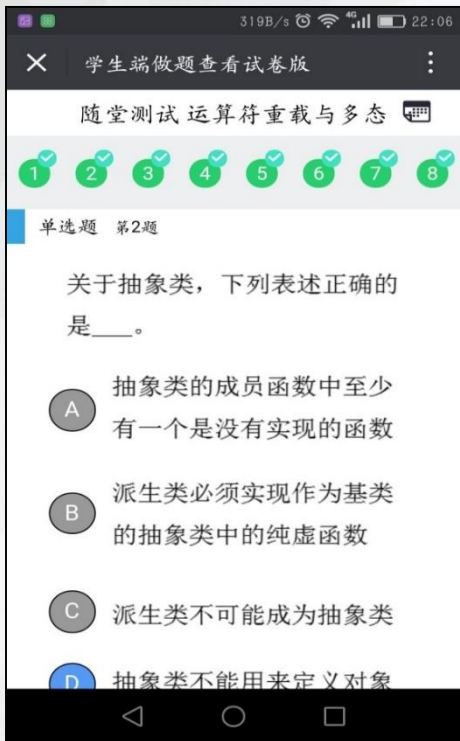 319B/s 4G 22:06
学生端做题查看试卷版
随堂测试 运算符重载与多态
1 2 3 4 5 6 7 8
单选题 第2题
关于抽象类，下列表述正确的
是___。
A 抽象类的成员函数中至少
有一个是没有实现的函数
B 派生类必须实现作为基类
的抽象类中的纯虚函数
C 派生类不可能成为抽象类
D 抽象类不能用来定义对象